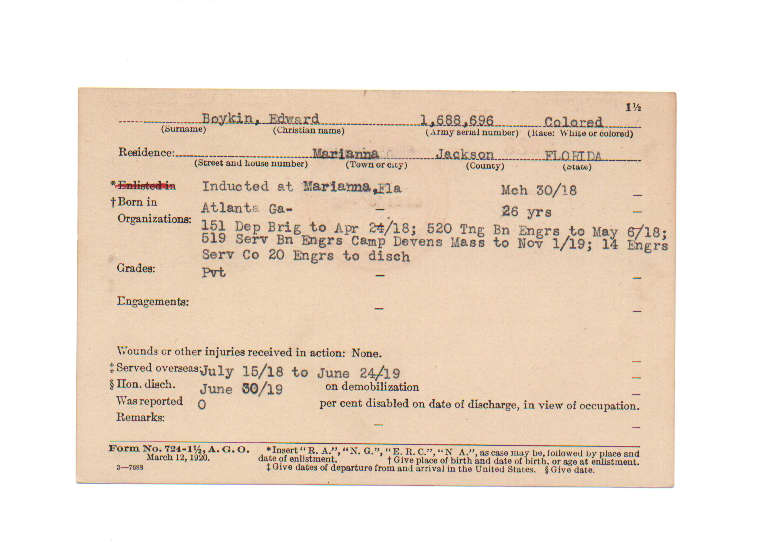 1½
Boykin, Edward 1,688,696 Colored
(Surname) (Christian name) (Army serial number) (Race: White or colored)
Residence: Marianna Jackson FLORIDA
(Street and house number) (Town or city) (County) (State)
*Enlisted in Inducted at Marianna,Fla Mch 30/18 –
†Born in Atlanta Ga- – 26 yrs –
Organizations: 151 Dep Brig to Apr 24/18; 520 Tng Bn Engrs to May 6/18;
519 Serv Bn Engrs Camp Devens Mass to Nov 1/19; 14 Engrs
Serv Co 20 Engrs to disch
Grades: Pvt – –
Engagements: – –
Wounds or other injuries received in action: None. –
‡Served overseas: July 15/18 to June 24/19 –
§Hon. disch. June 30/19 on demobilization –
Was reported 0 per cent disabled on date of discharge, in view of occupation.
Remarks: – –
Form No. 724-1½, A. G. O. *Insert "R. A.", "N. G.", "E. R. C.", "N A.", as case may be, followed by place and
March 12, 1920. date of enlistment. †Give place of birth and date of birth, or age at enlistment.
3—7688 ‡Give dates of departure from and arrival in the United States. §Give date.